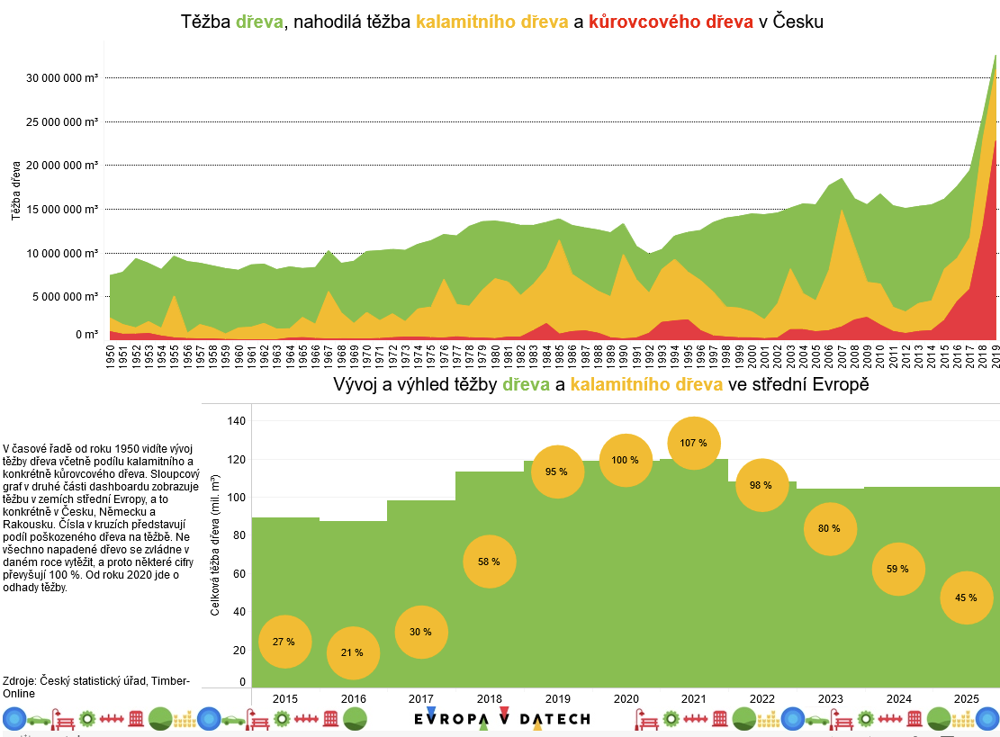 Těžba dřeva, nahodilá těžba kalamitního dřeva a kůrovcového dřeva v Česku
Těžba dřeva
30 000 000 m³
25 000 000 m³
20 000 000 m³
15 000 000 m³
10 000 000 m³
5 000 000 m³
0 m³
1950 1951 1952 1953 1954 1955 1956 1957 1958 1959 1960 1961 1962 1963 1964 1965 1966 1967 1968 1969 1970 1971 1972 1973 1974 1975 1976 1977 1978 1979 1980 1981 1982 1983 1984 1985 1986 1987 1988 1989 1990 1991 1992 1993 1994 1995 1996 1997 1998 1999 2000 2001 2002 2003 2004 2005 2006 2007 2008 2009 2010 2011 2012 2013 2014 2015 2016 2017 2018 2019
Vývoj a výhled těžby dřeva a kalamitního dřeva ve střední Evropě
V časové řadě od roku 1950 vidíte vývoj
těžby dřeva včetně podílu kalamitního a
konkrétně kůrovcového dřeva. Sloupcový
graf v druhé části dashboardu zobrazuje
těžbu v zemích střední Evropy, a to
konkrétně v Česku, Německu a
Rakousku. Čísla v kruzích představují
podíl poškozeného dřeva na těžbě. Ne
všechno napadené dřevo se zvládne v
daném roce vytěžit, a proto některé cifry
převyšují 100 %. Od roku 2020 jde o
odhady těžby.
Zdroje: Český statistický úřad, Timber-
Online
Celková těžba dřeva (mil. m³)
140
120
100
80
60
40
20
0
27 %
21 %
30 %
58 %
95 %
100 %
107 %
98 %
80 %
59 %
45 %
2015 2016 2017 2018 2019 2020 2021 2022 2023 2024 2025
EVROPA V DATECH